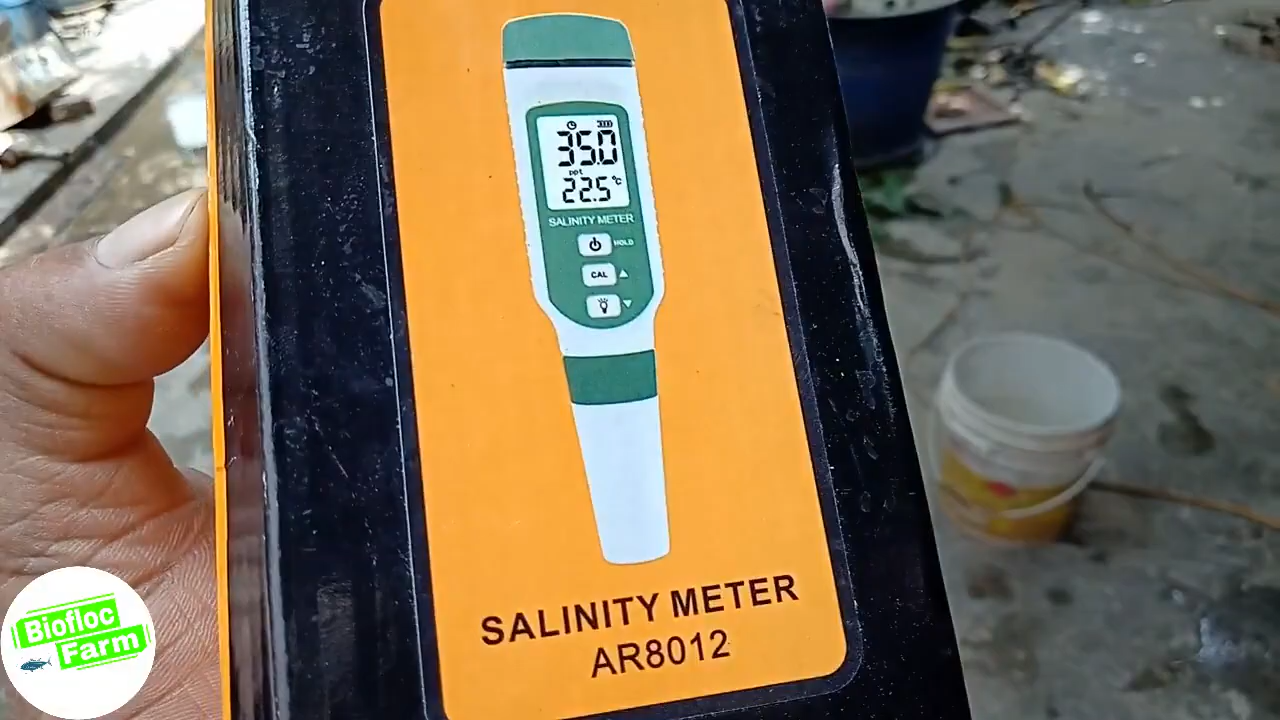 35.0
ppt
22.5°C
SALINITY METER
HOLD
CAL
SALINITY METER
AR8012
Biofloc
Farm